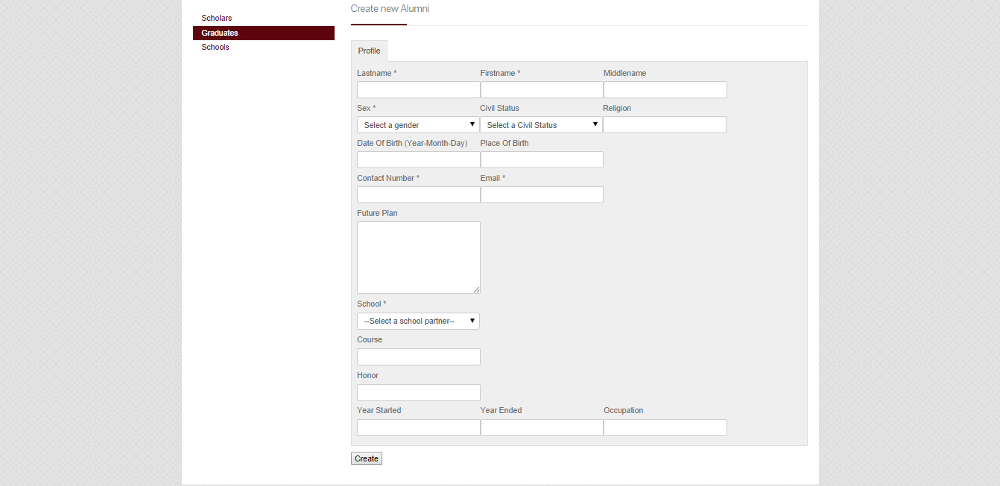 Scholars
Graduates
Schools
Create new Alumni
Profile
Lastname * Firstname * Middlename
Sex * Civil Status Religion
Select a gender Select a Civil Status
Date Of Birth (Year-Month-Day) Place Of Birth
Contact Number * Email *
Future Plan
School *
--Select a school partner--
Course
Honor
Year Started Year Ended Occupation
Create